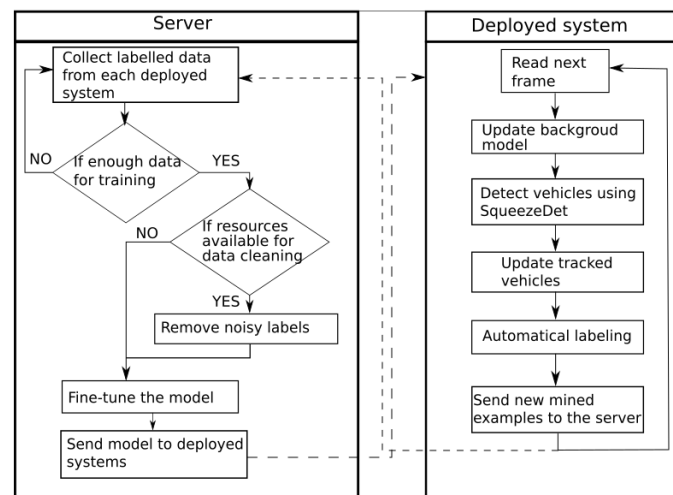 Server
Collect labelled data
from each deployed
system
NO
If enough data
for training
YES
NO
If resources
available for
data cleaning
YES
Remove noisy labels
Fine-tune the model
Send model to deployed
systems
Deployed system
Read next
frame
Update backgroud
model
Detect vehicles using
SqueezeDet
Update tracked
vehicles
Automatical labeling
Send new mined
examples to the server